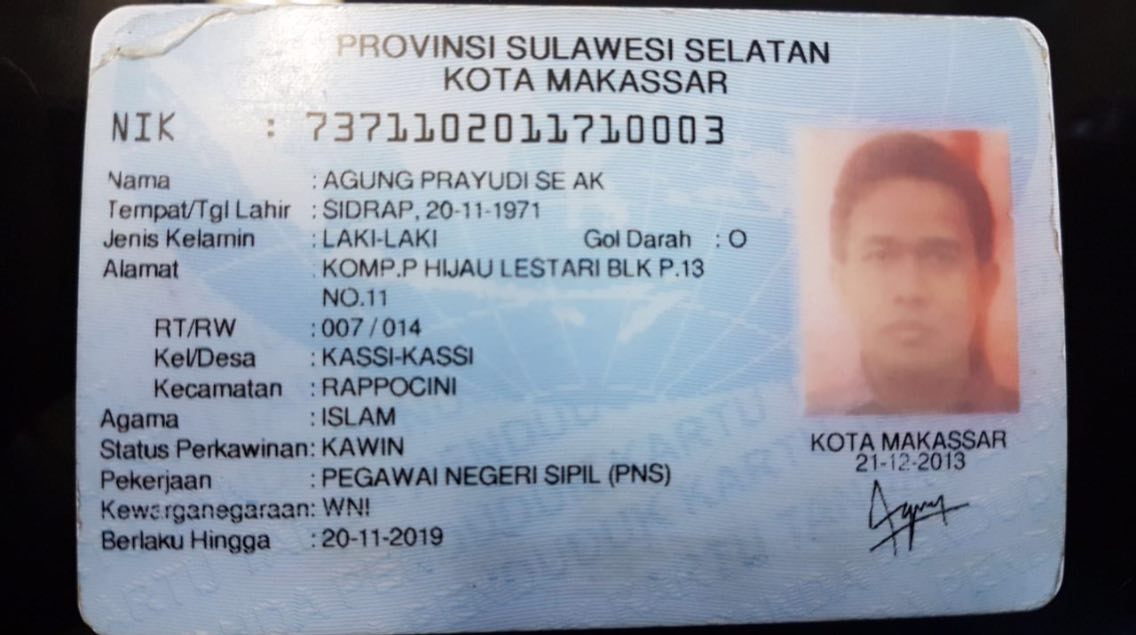 PROVINSI SULAWESI SELATAN
KOTA MAKASSAR
NIK : 7371102011710003
Nama : AGUNG PRAYUDI SE AK
Tempat/Tgl Lahir : SIDRAP, 20-11-1971
Jenis Kelamin : LAKI-LAKI Gol Darah : O
Alamat : KOMP.P HIJAU LESTARI BLK P.13
NO.11
RT/RW : 007 / 014
Kel/Desa : KASSI-KASSI
Kecamatan : RAPPOCINI
Agama : ISLAM
Status Perkawinan: KAWIN
Pekerjaan : PEGAWAI NEGERI SIPIL (PNS)
Kewarganegaraan: WNI
Berlaku Hingga : 20-11-2019
KOTA MAKASSAR
21-12-2013